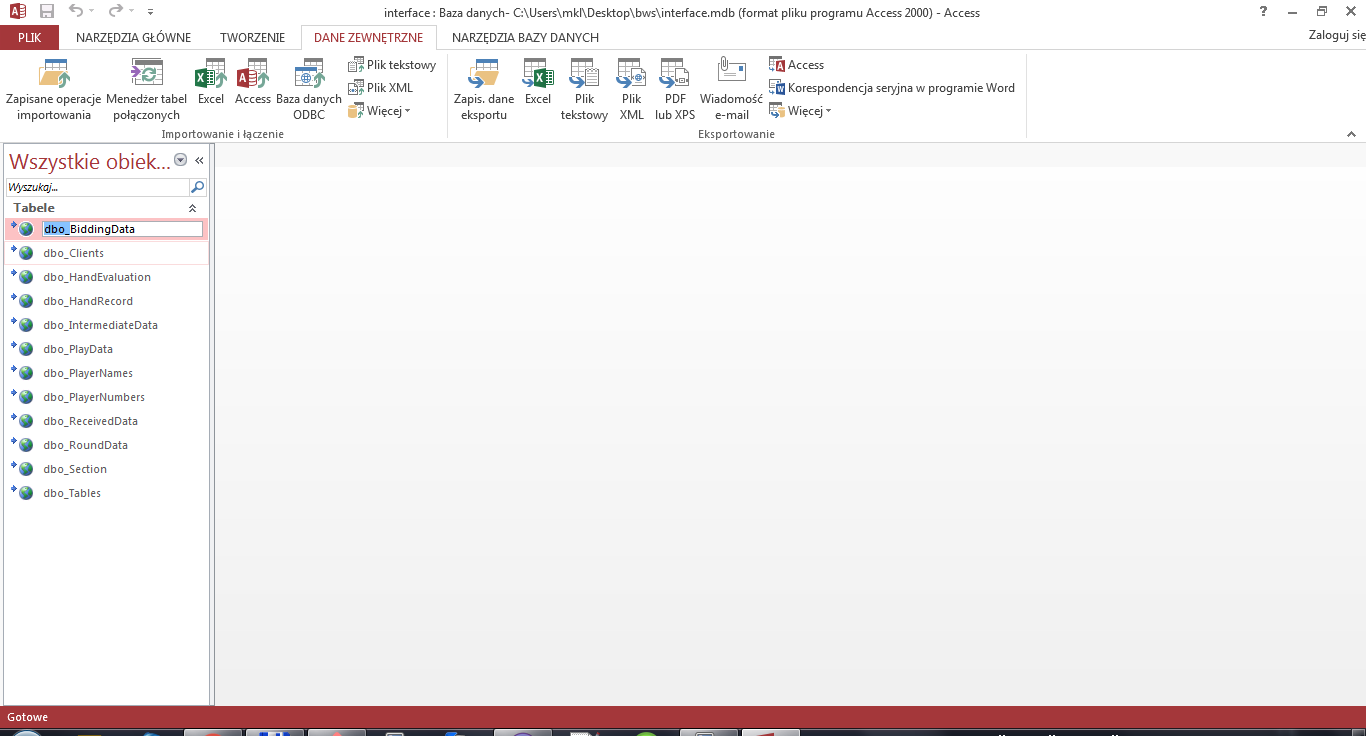 interface : Baza danych- C:\Users\mkl\Desktop\bws\interface.mdb (format pliku programu Access 2000) - Access
PLIK NARZĘDZIA GŁÓWNE TWORZENIE DANE ZEWNĘTRZNE NARZĘDZIA BAZY DANYCH Zaloguj się
Zapisane operacje importowania
Menedżer tabel połączonych
Excel
Access
Baza danych ODBC
Plik tekstowy
Plik XML
Więcej
Importowanie i łączenie
Zapis. dane eksportu
Excel
Plik tekstowy
Plik XML
PDF lub XPS
Wiadomość e-mail
Access
Korespondencja seryjna w programie Word
Więcej
Eksportowanie
Wszystkie obiek... «
Wyszukaj...
Tabele
dbo_BiddingData
dbo_Clients
dbo_HandEvaluation
dbo_HandRecord
dbo_IntermediateData
dbo_PlayData
dbo_PlayerNames
dbo_PlayerNumbers
dbo_ReceivedData
dbo_RoundData
dbo_Section
dbo_Tables
Gotowe